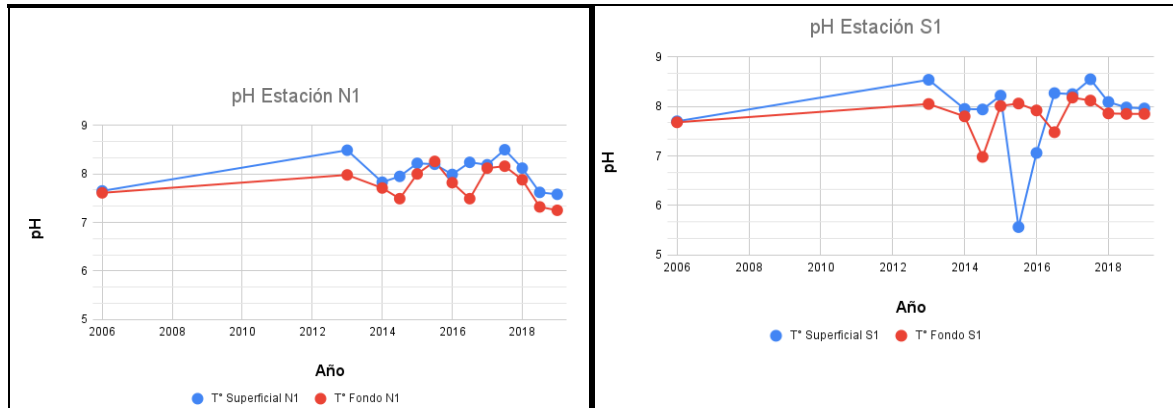 pH Estación N1
9
8
7
6
5
pH
2006 2008 2010 2012 2014 2016 2018
Año
T° Superficial N1 T° Fondo N1
pH Estación S1
9
8
7
6
5
pH
2006 2008 2010 2012 2014 2016 2018
Año
T° Superficial S1 T° Fondo S1